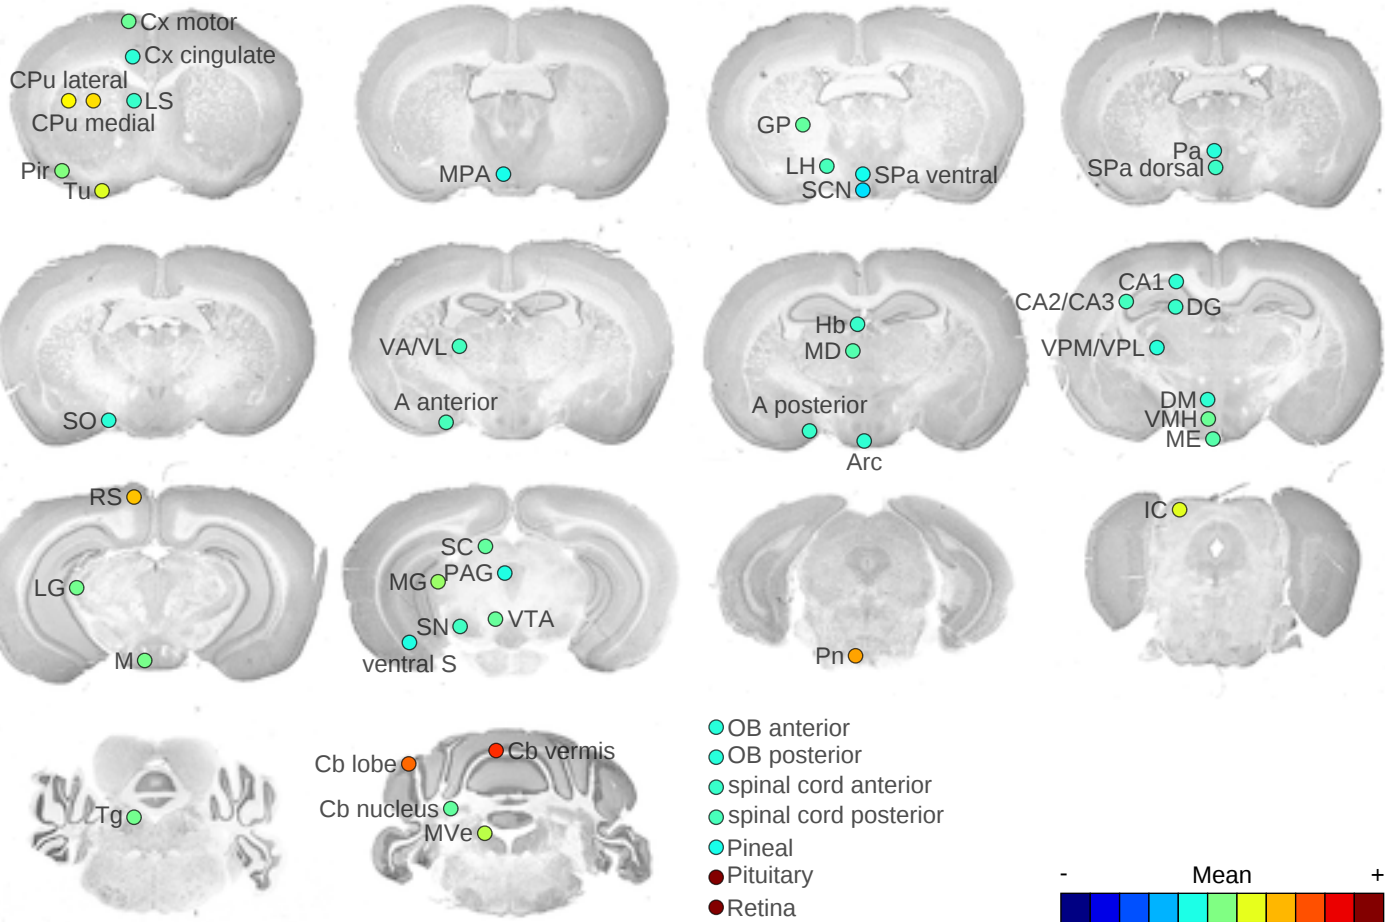 Cx motor
Cx cingulate
CPu lateral
LS
CPu medial
Pir
Tu
MPA
GP
LH
SPa ventral
SCN
Pa
SPa dorsal
SO
VA/VL
A anterior
Hb
MD
A posterior
Arc
CA1
CA2/CA3
DG
VPM/VPL
DM
VMH
ME
RS
LG
M
SC
MG
PAG
SN
VTA
ventral S
Pn
IC
Tg
Cb lobe
Cb vermis
Cb nucleus
MVe
OB anterior
OB posterior
spinal cord anterior
spinal cord posterior
Pineal
Pituitary
Retina
- Mean +